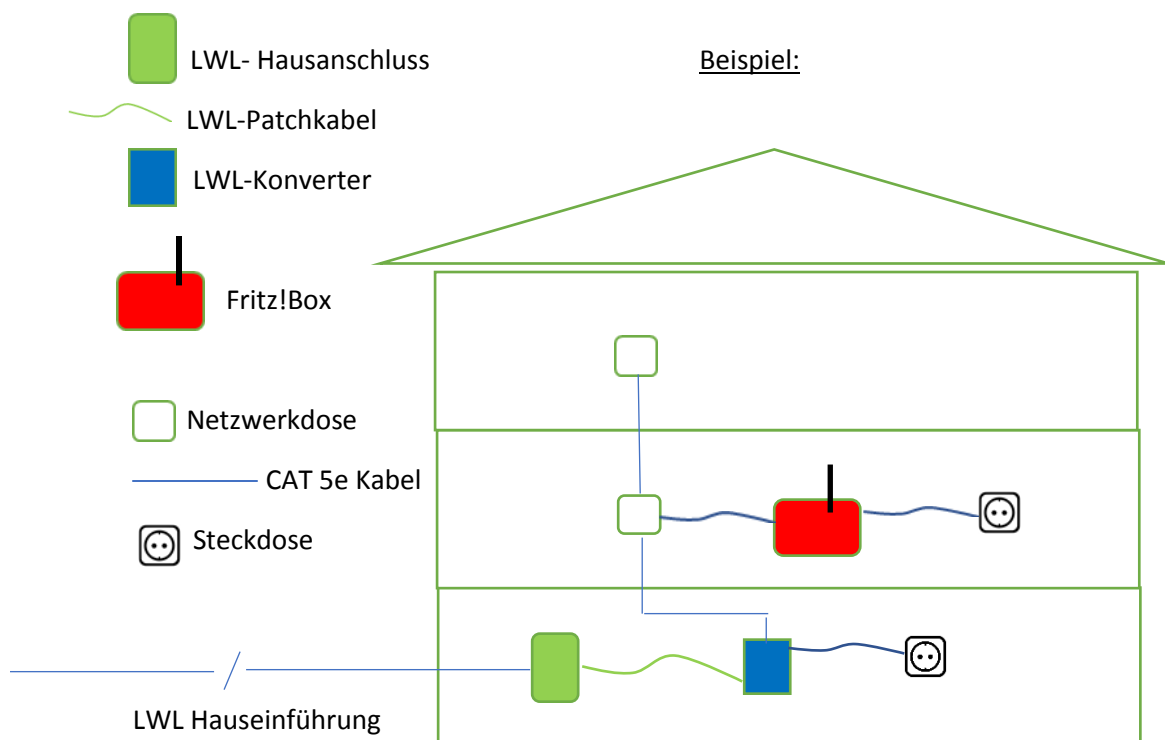 LWL- Hausanschluss
Beispiel:
LWL-Patchkabel
LWL-Konverter
Fritz!Box
Netzwerkdose
CAT 5e Kabel
Steckdose
LWL Hauseinführung